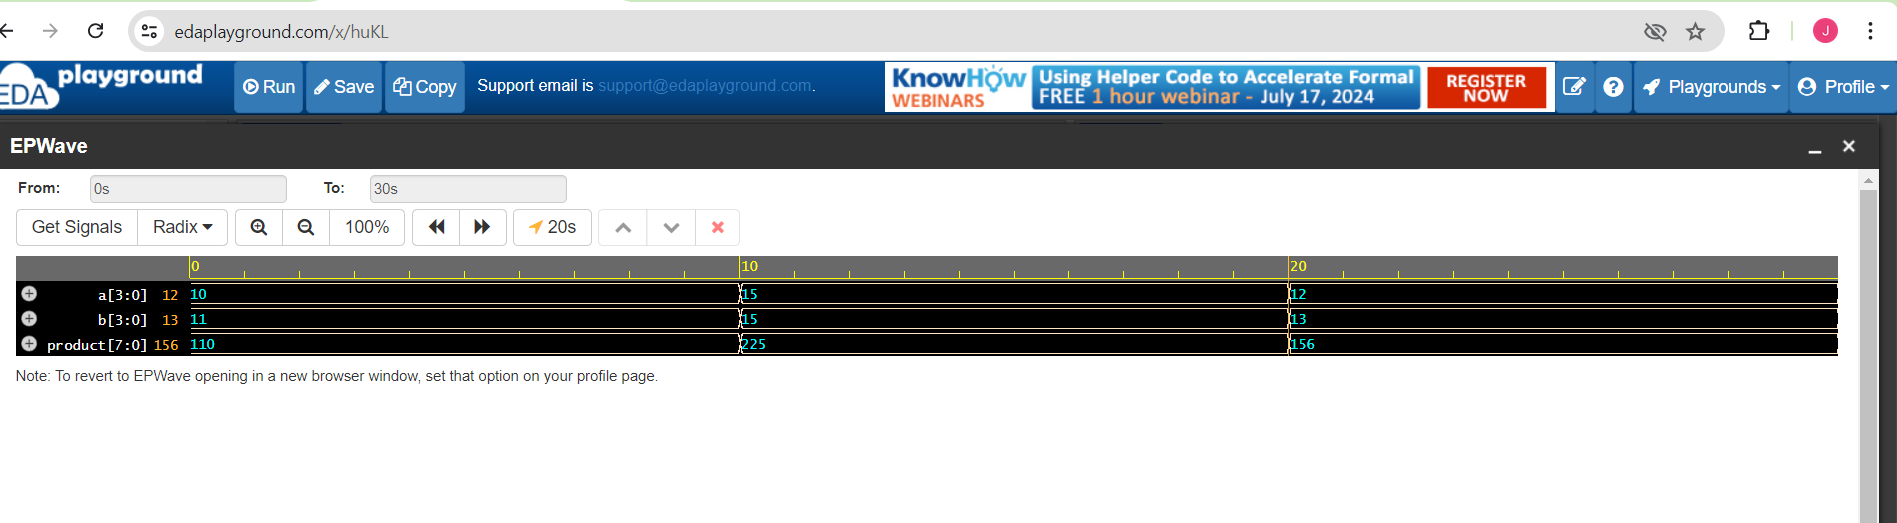 edaplayground.com/x/huKL
J
EDA playground
Run
Save
Copy
Support email is support@edaplayground.com.
KnowHow WEBINARS
Using Helper Code to Accelerate Formal
FREE 1 hour webinar - July 17, 2024
REGISTER NOW
Playgrounds
Profile
EPWave
From: 0s To: 30s
Get Signals Radix 100% 20s
0 10 20
a[3:0] 12 10 15 12
b[3:0] 13 11 15 13
product[7:0] 156 110 225 156
Note: To revert to EPWave opening in a new browser window, set that option on your profile page.